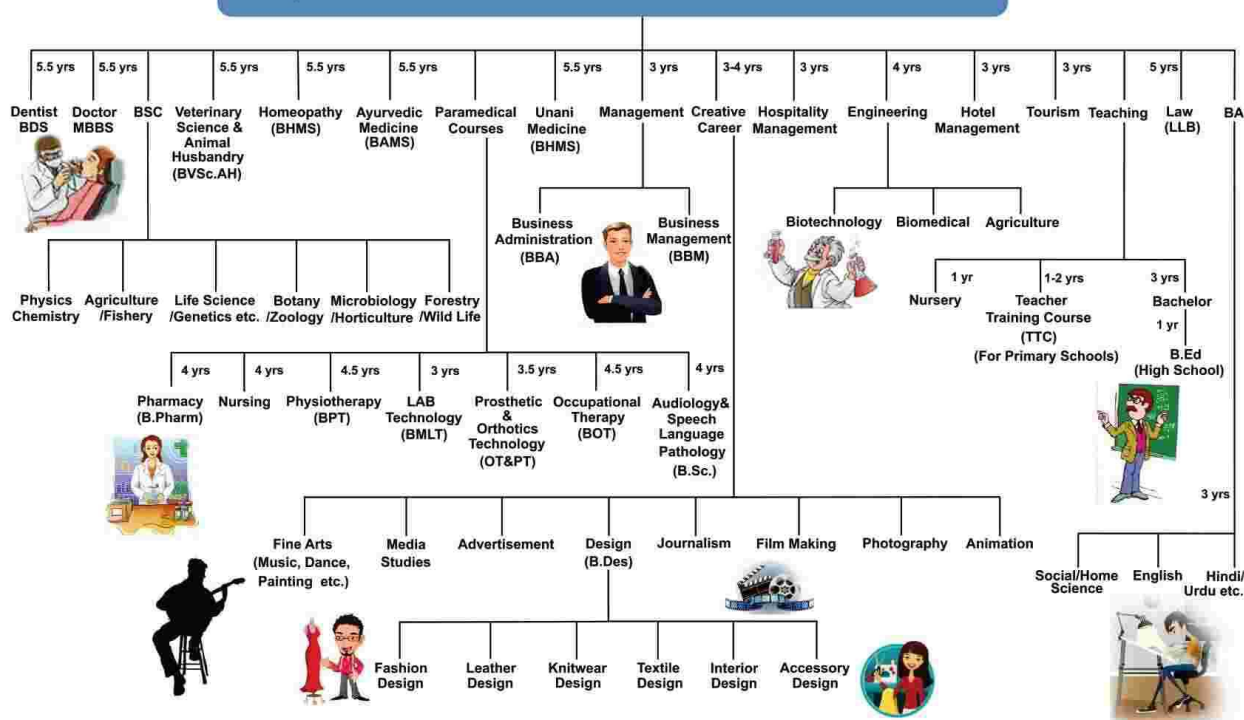 5.5 yrs 5.5 yrs 5.5 yrs 5.5 yrs 5.5 yrs 5.5 yrs 3 yrs 3-4 yrs 3 yrs 4 yrs 3 yrs 3 yrs 5 yrs
Dentist Doctor BSC Veterinary Homeopathy Ayurvedic Paramedical Unani Management Creative Hospitality Engineering Hotel Tourism Teaching Law BA
BDS MBBS Science & (BHMS) Medicine Courses Medicine Career Management Management (LLB)
Animal (BAMS) (BHMS)
Husbandry
(BVSc.AH)
Business Business Biotechnology Biomedical Agriculture
Administration Management
(BBA) (BBM)
1 yr 1-2 yrs 3 yrs
Physics Agriculture Life Science Botany Microbiology Forestry Nursery Teacher Bachelor
Chemistry /Fishery /Genetics etc. /Zoology /Horticulture /Wild Life Training Course 1 yr
(TTC) B.Ed
(For Primary Schools) (High School)
4 yrs 4 yrs 4.5 yrs 3 yrs 3.5 yrs 4.5 yrs 4 yrs
Pharmacy Nursing Physiotherapy LAB Prosthetic Occupational Audiology&
(B.Pharm) (BPT) Technology & Therapy Speech
(BMLT) Orthotics (BOT) Language
Technology Pathology
(OT&PT) (B.Sc.)
3 yrs
Fine Arts Media Advertisement Design Journalism Film Making Photography Animation
(Music, Dance, Studies (B.Des)
Painting etc.)
Social/Home English Hindi/
Science Urdu etc.
Fashion Leather Knitwear Textile Interior Accessory
Design Design Design Design Design Design